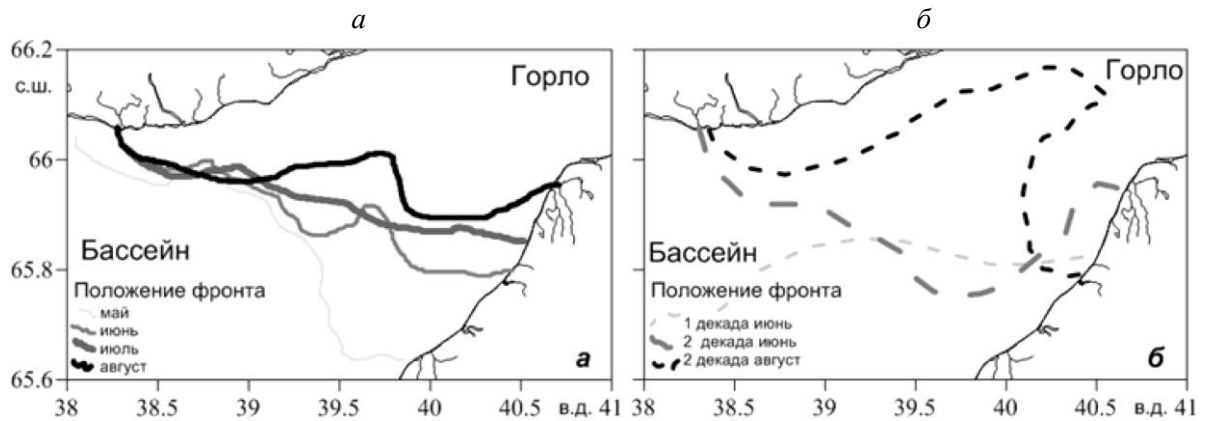 а
б
66.2
с.ш.
66
65.8
65.6
Горло
Бассейн
Положение фронта
май
июнь
июль
август
а
38
38.5
39
39.5
40
40.5
в.д. 41
Горло
Бассейн
Положение фронта
1 декада июнь
2 декада июнь
2 декада август
б
38
38.5
39
39.5
40
40.5
в.д. 41